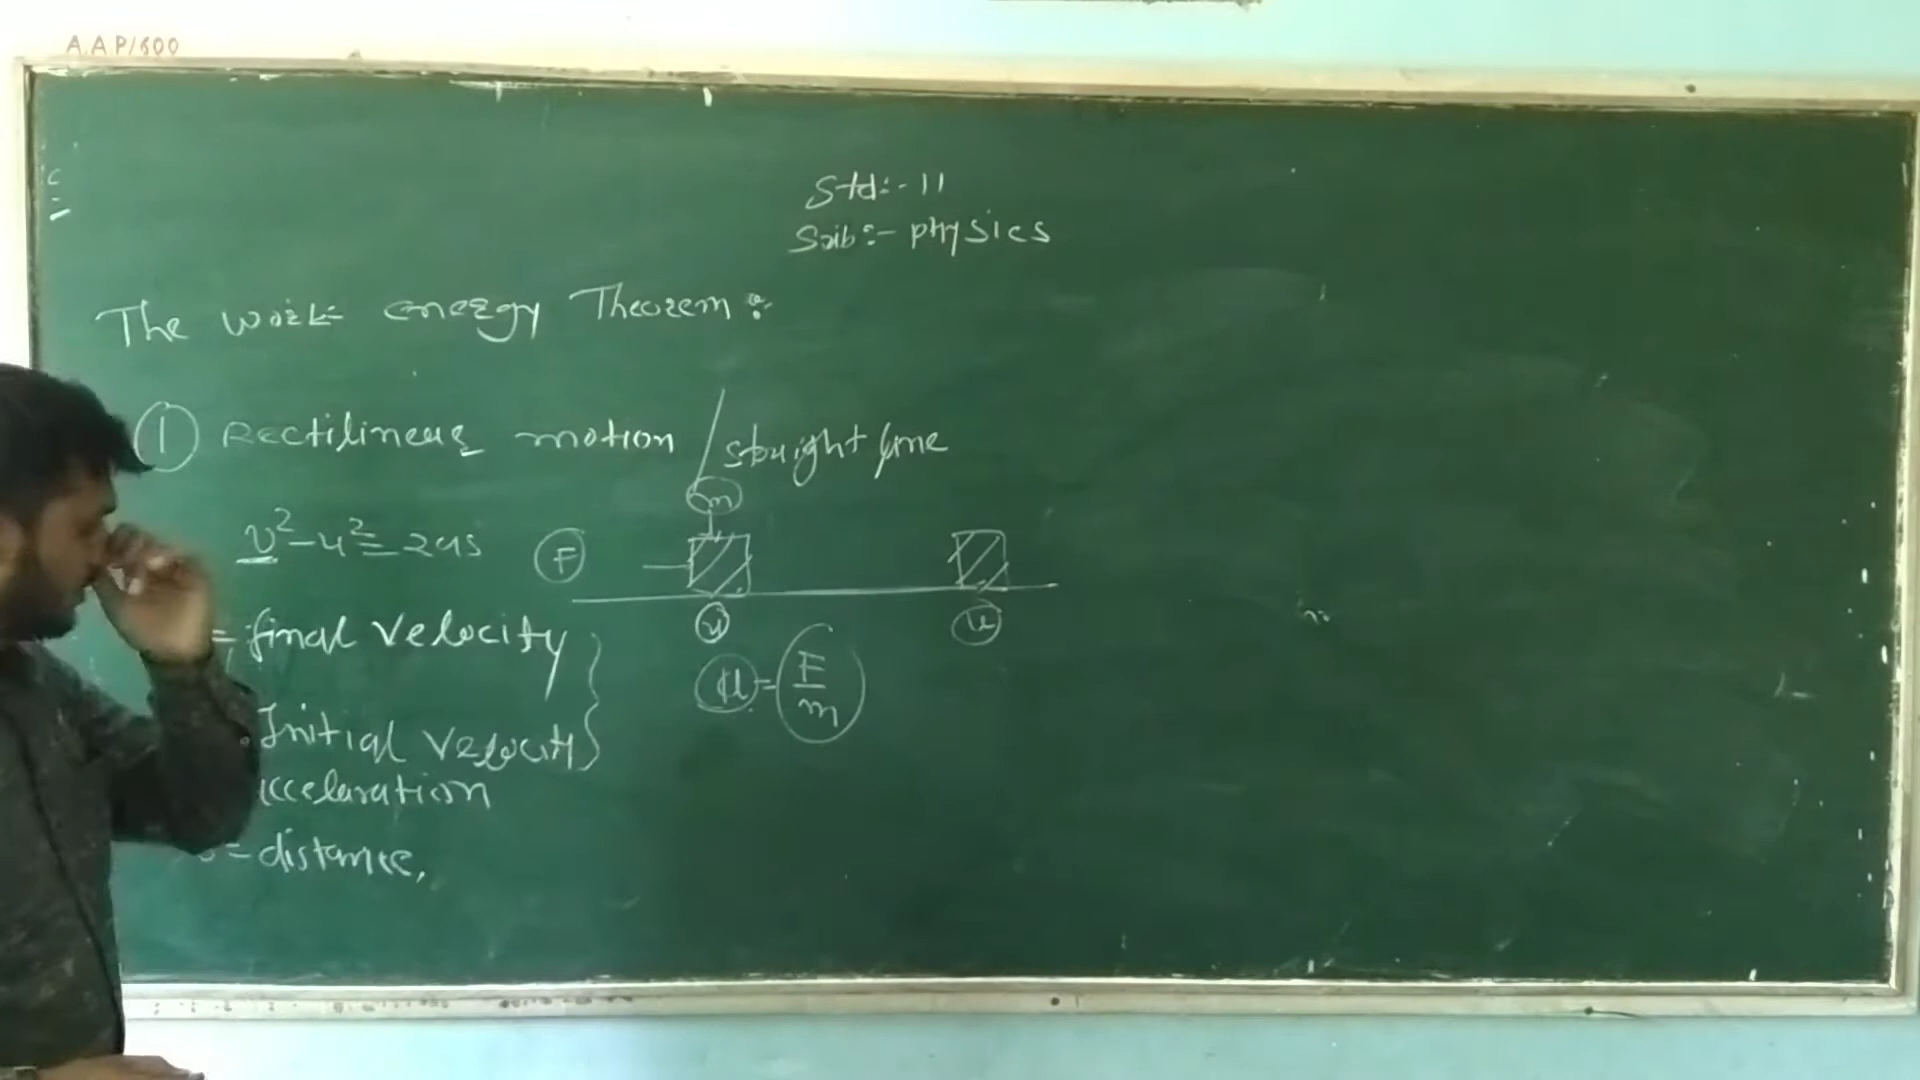 A.A.P/600
Std:- 11
Sub:- physics
The work energy Theorem:
① Rectilinear motion / straight line
m
v²-u²=2as
F
= final velocity
u
Initial velocity
a = F/m
cceleration
= distance,